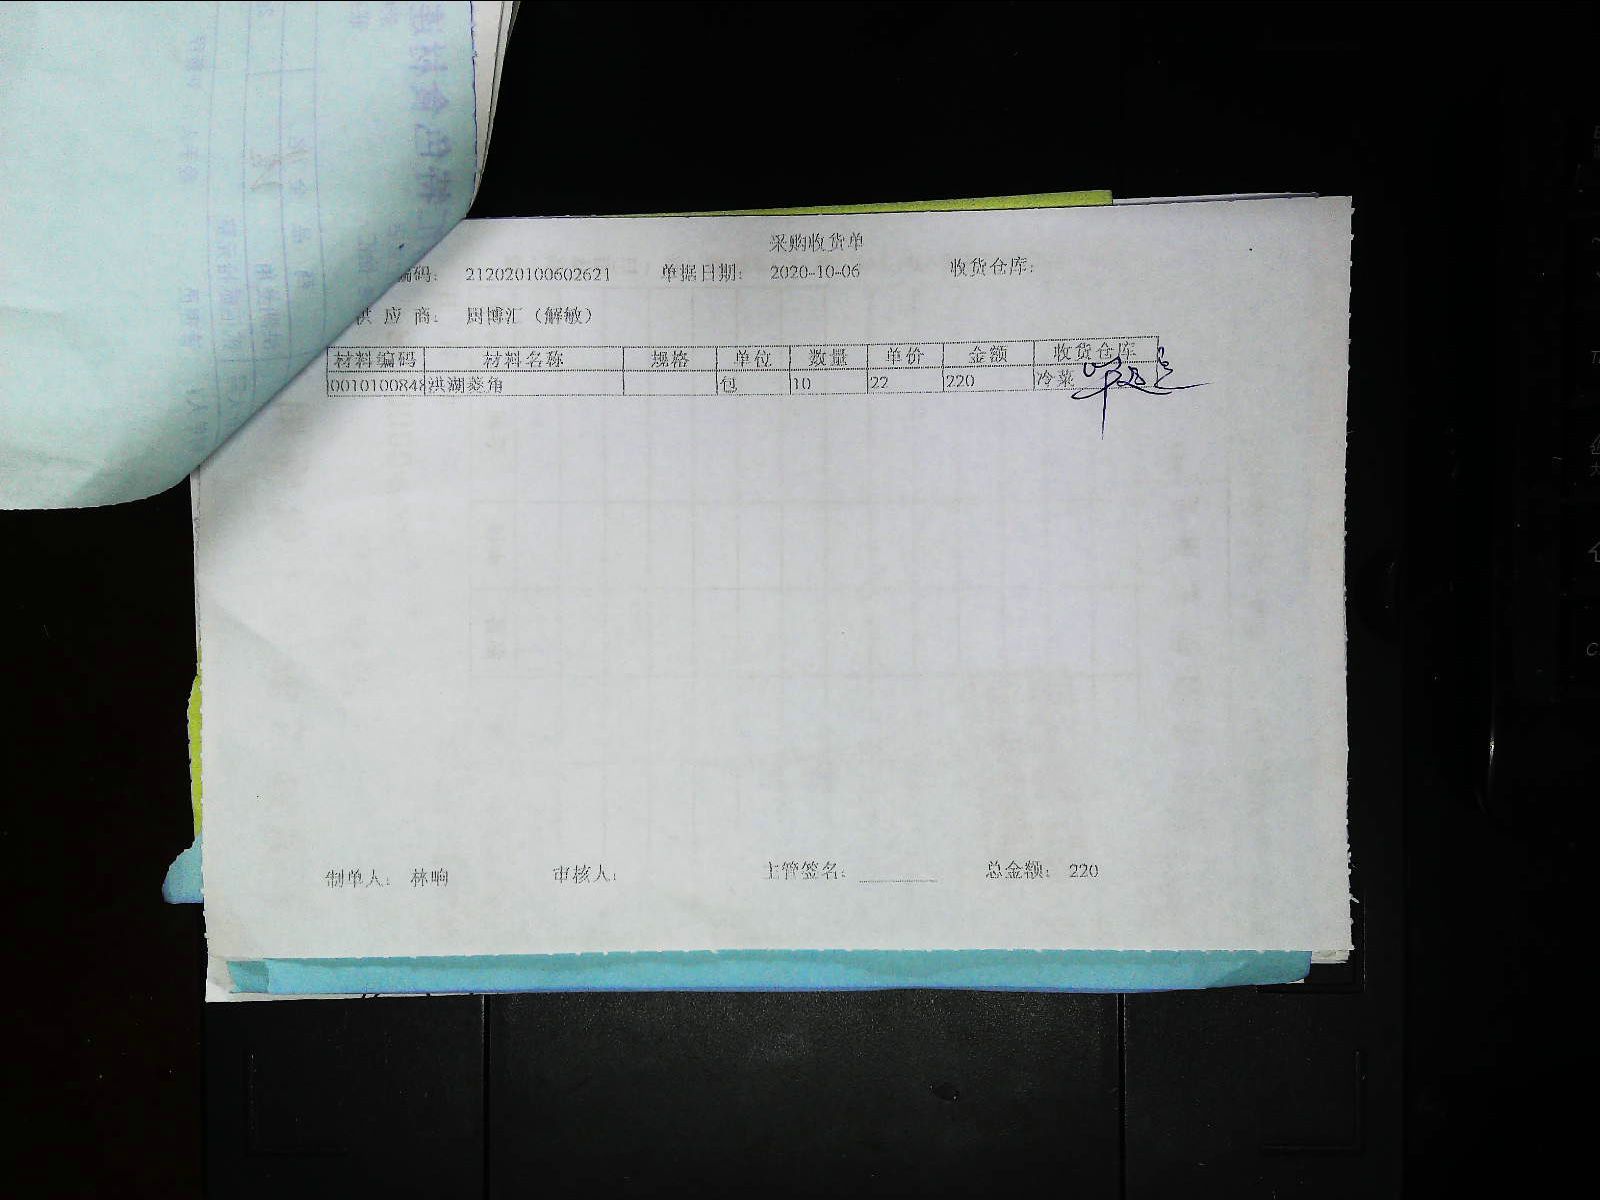 采购收货单
编码: 212020100602621 单据日期: 2020-10-06 收货仓库:
供 应 商: 周博汇（解敏）
材料编码 材料名称 规格 单位 数量 单价 金额 收货仓库
0010100848 洪湖菱角 包 10 22 220 冷菜
制单人: 林响 审核人: 主管签名: 总金额: 220